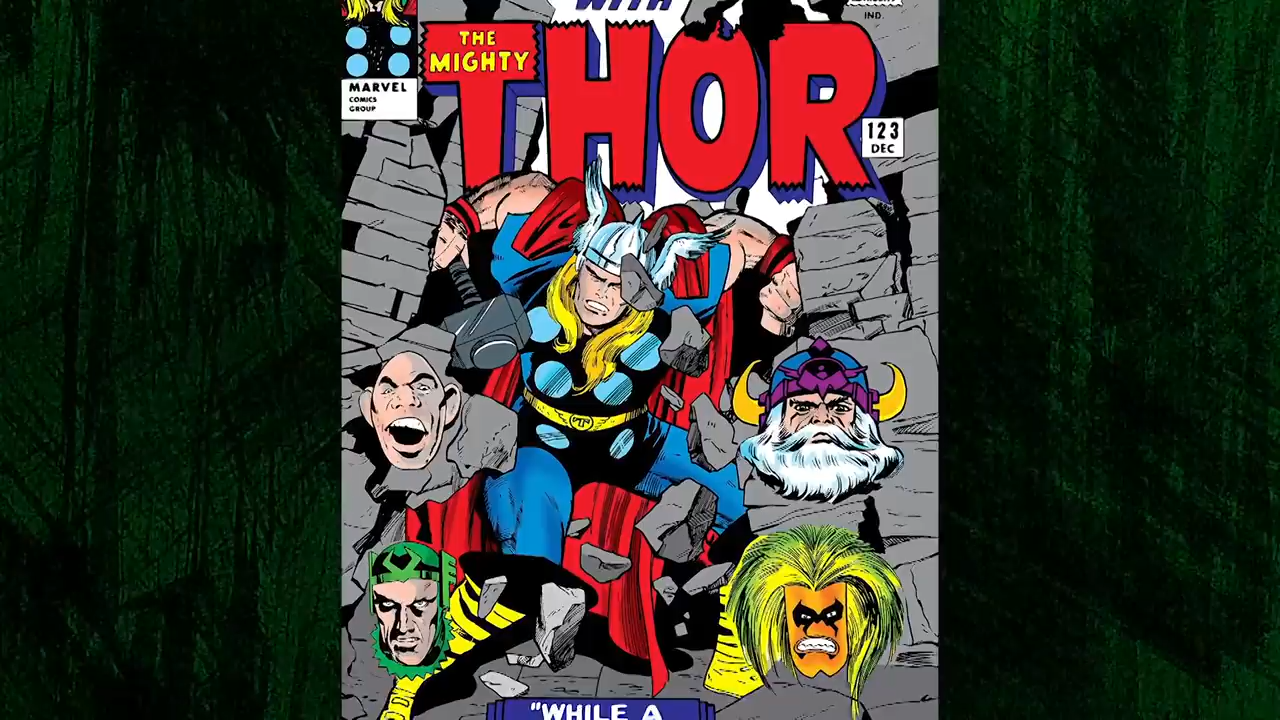 WITH
IND.
THE
MIGHTY
THOR
MARVEL
COMICS
GROUP
123
DEC
"WHILE A